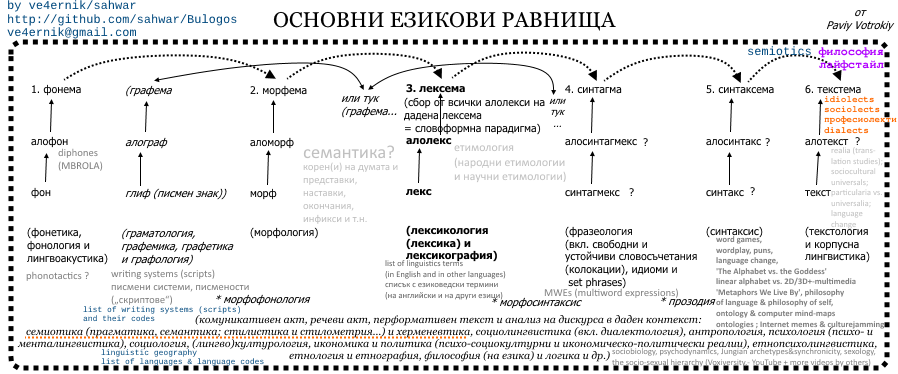 by ve4ernik/sahwar
http://github.com/sahwar/Bulogos
ve4ernik@gmail.com
ОСНОВНИ ЕЗИКОВИ РАВНИЩА
от
Paviy Votrokiy
semiotics философия
лайфстайл
1. фонема
(графема
2. морфема
или тук
(графема...
3. лексема
(сбор от всички алолекси на
дадена лексема
= словоформна парадигма)
или
тук
...
4. синтагма
5. синтаксема
6. текстема
idiolects
sociolects
професиолекти
dialects
алофон
diphones
(MBROLA)
алограф
аломорф
семантика?
корен(и) на думата и
представки,
наставки,
окончания,
инфикси и т.н.
алолекс
етимология
(народни етимологии
и научни етимологии)
алосинтагмекс ?
алосинтакс ?
алотекст ?
realia (trans-
lation studies);
sociocultural
universals;
particularia vs.
universalia;
language
change
фон
глиф (писмен знак))
морф
лекс
синтагмекс ?
синтакс ?
текст
(фонетика,
фонология и
лингвоакустика)
phonotactics ?
(граматология,
графемика, графетика
и графология)
writing systems (scripts)
писмени системи, писмености
(„скриптове")
list of writing systems (scripts)
and their codes
(морфология)
* морфофонология
(лексикология
(лексика) и
лексикография)
list of linguistics terms
(in English and in other languages)
списък с езиковедски термини
(на английски и на други езици)
* морфосинтаксис
(фразеология
(вкл. свободни и
устойчиви словосъчетания
(колокации), идиоми и
set phrases)
MWEs (multiword expressions)
* прозодия
(синтаксис)
word games,
wordplay, puns,
language change,
'The Alphabet vs. the Goddess'
linear alphabet vs. 2D/3D+-multimedia
'Metaphors We Live By', philosophy
of language & philosophy of self,
ontology & computer mind-maps
ontologies ; Internet memes & culturejamming
(текстология
и корпусна
лингвистика)
(комуникативен акт, речеви акт, перформативен текст и анализ на дискурса в даден контекст:
семиотика (прагматика, семантика; стилистика и стилометрия...) и херменевтика, социолингвистика (вкл. диалектология), антропология, психология (психо- и
менталингвистика), социология, (лингво)културология, икономика и политика (психо-социокултурни и икономическо-политически реалии), етнопсихолингвистика,
етнология и етнография, философия (на езика) и логика и др.)
linguistic geography
list of languages & language codes
sociobiology, psychodynamics, Jungian archetypes&synchronicity, sexology,
the socio-sexual hierarchy (Voxiversity - YouTube + more videos by others)